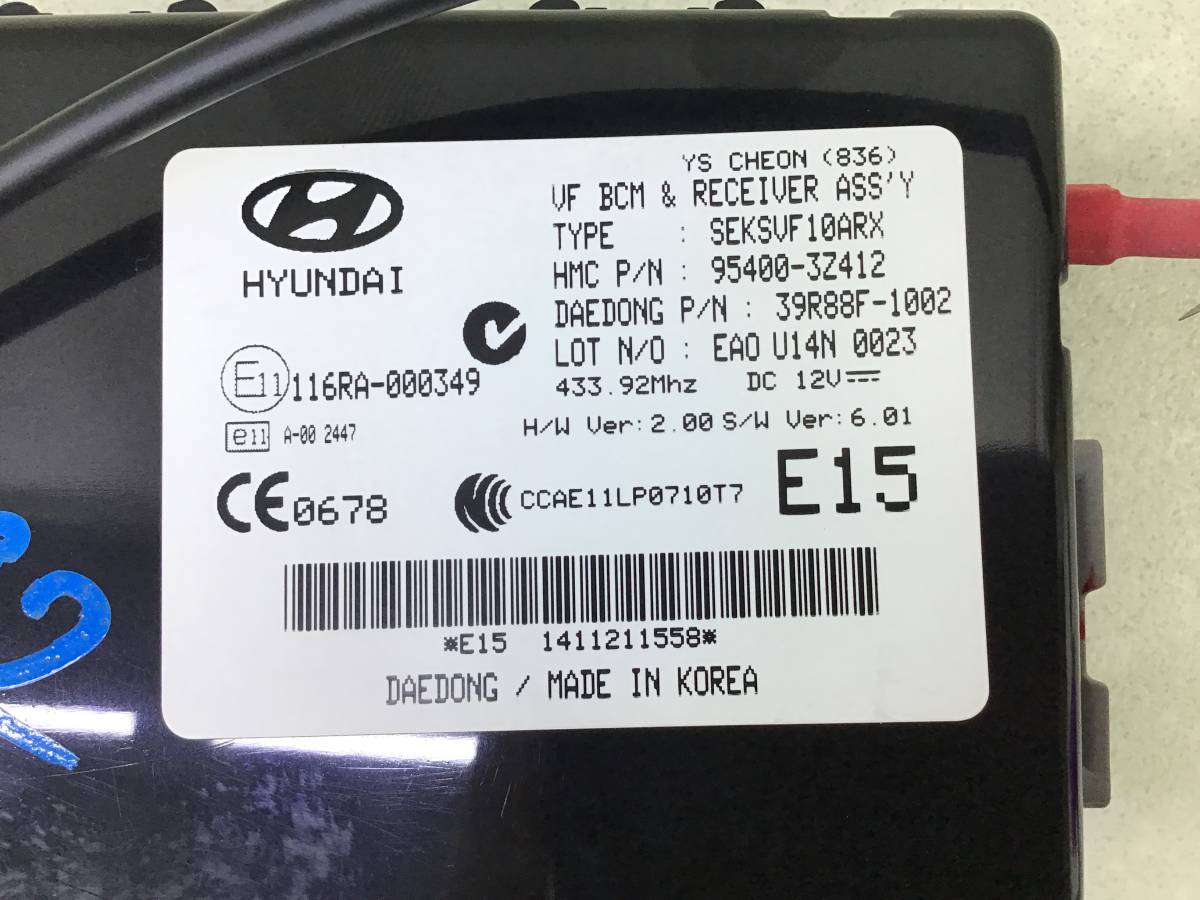 YS CHEON (836)
VF BCM & RECEIVER ASS'Y
HYUNDAI
TYPE : SEKSVF10ARX
HMC P/N : 95400-3Z412
DAEDONG P/N : 39R88F-1002
LOT N/O : EAO U14N 0023
E11 116RA-000349
433.92Mhz DC 12V
e11 A-00 2447
H/W Ver: 2.00 S/W Ver: 6.01
CE0678
CCAE11LP0710T7
E15
*E15 1411211558*
DAEDONG / MADE IN KOREA